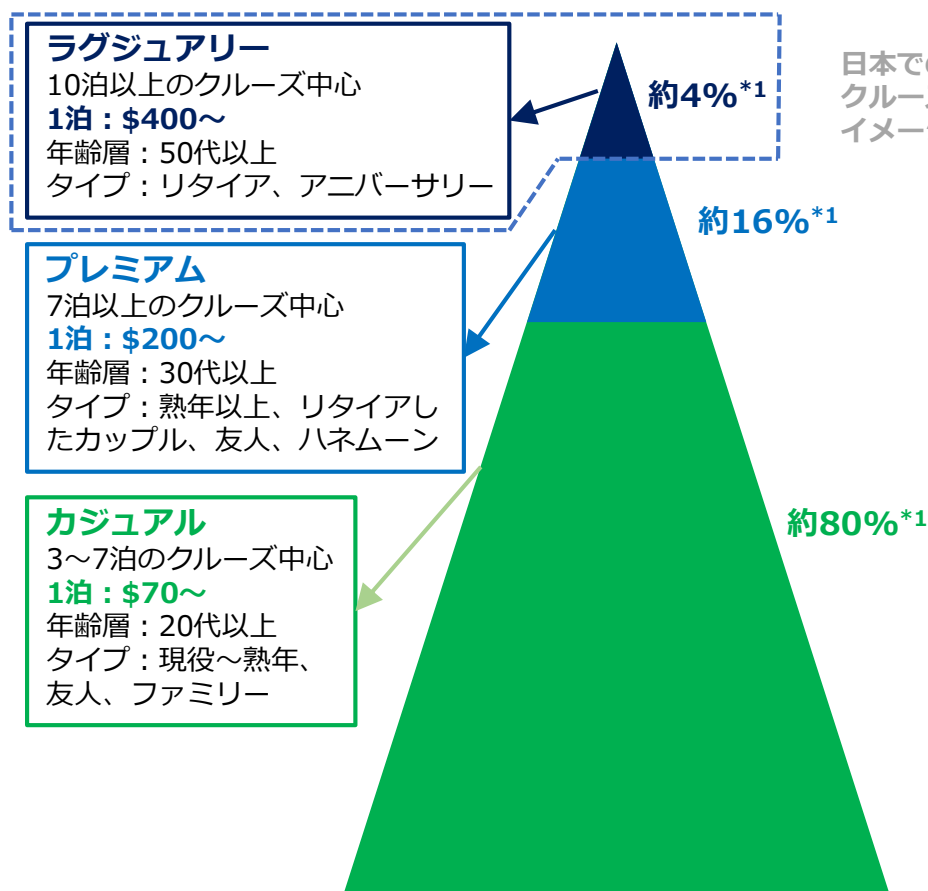 ラグジュアリー
10泊以上のクルーズ中心
1泊：$400～
年齢層：50代以上
タイプ：リタイア、アニバーサリー
約4%*1
日本での
クルーズ
イメージ
約16%*1
プレミアム
7泊以上のクルーズ中心
1泊：$200～
年齢層：30代以上
タイプ：熟年以上、リタイアし
たカップル、友人、ハネムーン
カジュアル
3～7泊のクルーズ中心
1泊：$70～
年齢層：20代以上
タイプ：現役～熟年、
友人、ファミリー
約80%*1